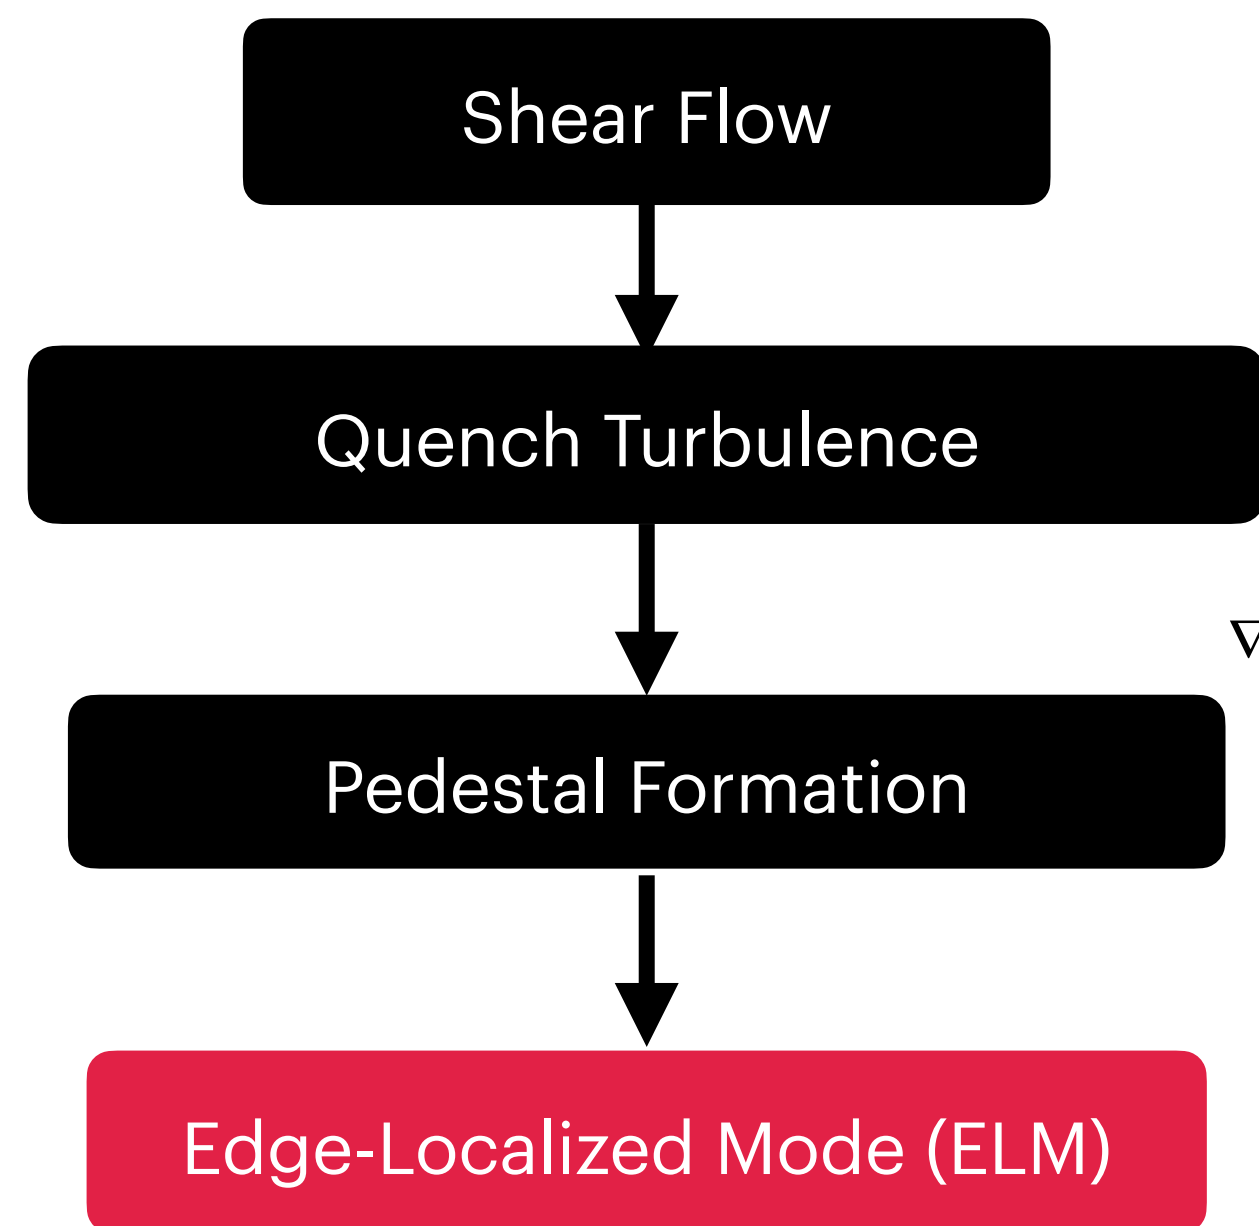 Shear Flow
Quench Turbulence
∇
Pedestal Formation
Edge-Localized Mode (ELM)